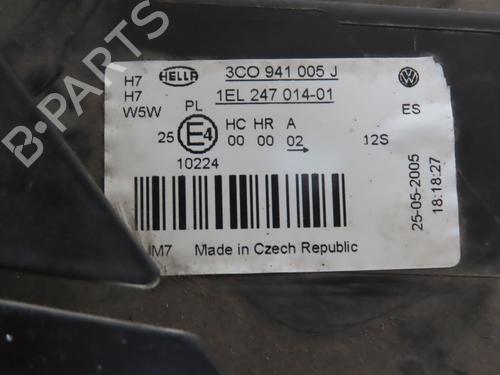 B-PARTS
HELLA
H7
H7
W5W
3C0 941 005 J
1EL 247 014-01
ES
PL
25
E4
HC HR A
00 00 02
12S
10224
25-05-2005
18:18:27
JM7
Made in Czech Republic